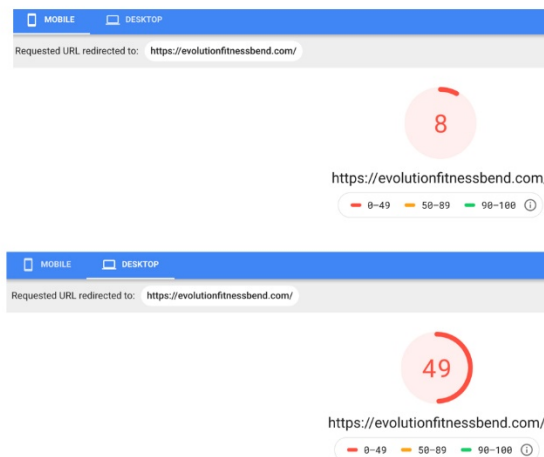 MOBILE DESKTOP
Requested URL redirected to: https://evolutionfitnessbend.com/
8
https://evolutionfitnessbend.com/
0-49 50-89 90-100
MOBILE DESKTOP
Requested URL redirected to: https://evolutionfitnessbend.com/
49
https://evolutionfitnessbend.com/
0-49 50-89 90-100